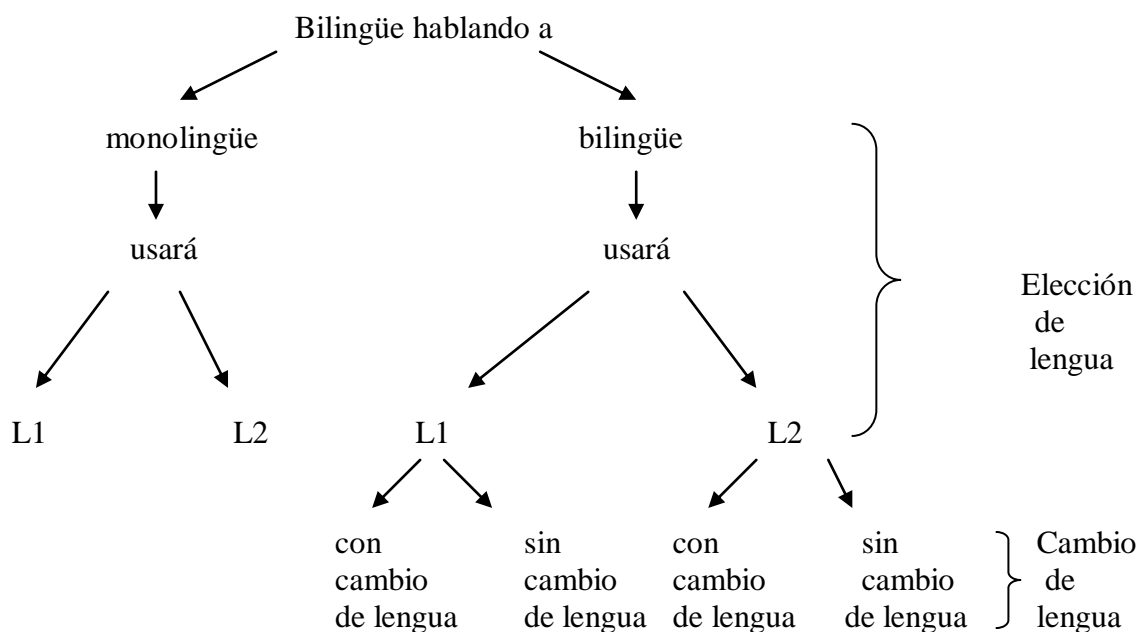 Bilingüe hablando a
monolingüe
bilingüe
usará
usará
Elección
de
lengua
L1
L2
L1
L2
con
cambio
de lengua
sin
cambio
de lengua
con
cambio
de lengua
sin
cambio
de lengua
Cambio
de
lengua